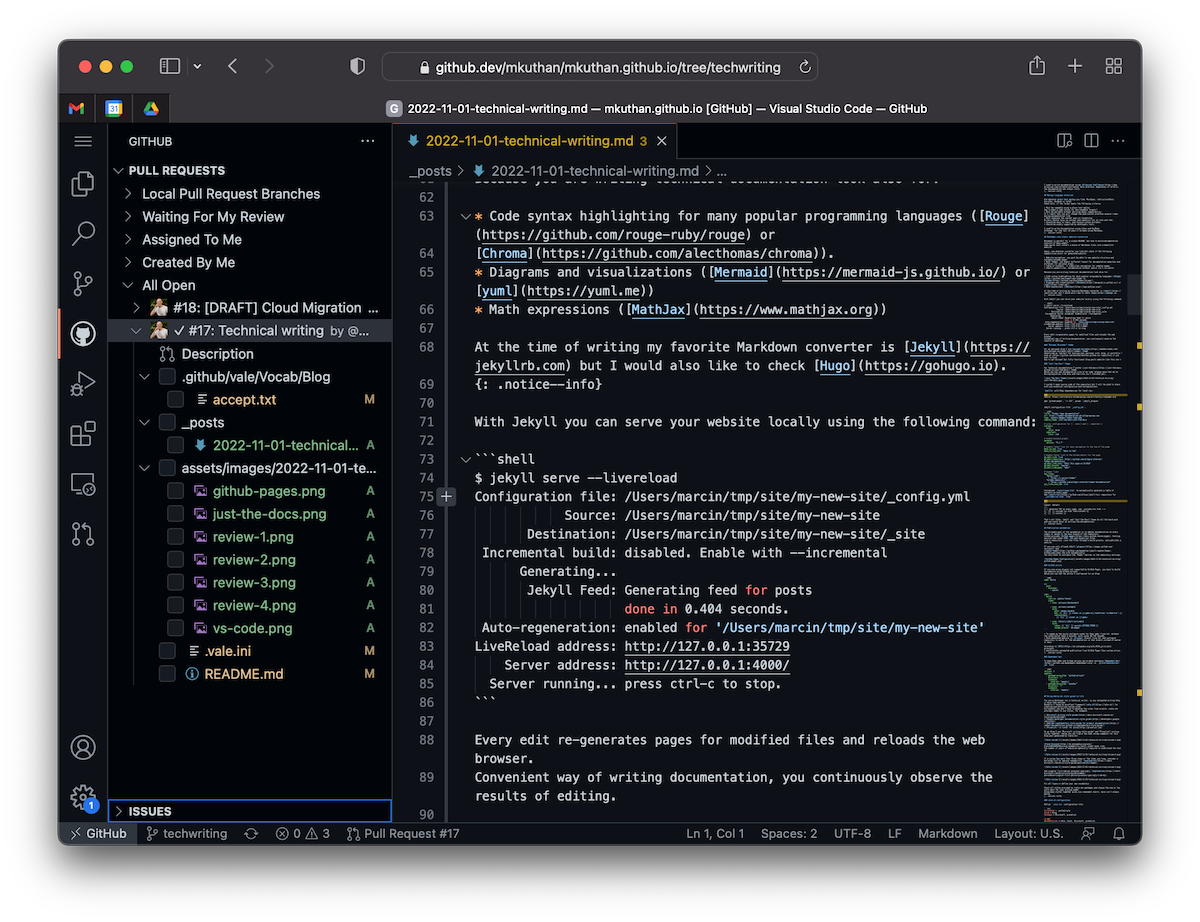 github.dev/mkuthan/mkuthan.github.io/tree/techwriting
31
G 2022-11-01-technical-writing.md — mkuthan.github.io [GitHub] — Visual Studio Code — GitHub
GITHUB
PULL REQUESTS
Local Pull Request Branches
Waiting For My Review
Assigned To Me
Created By Me
All Open
#18: [DRAFT] Cloud Migration ...
✓ #17: Technical writing by @...
Description
.github/vale/Vocab/Blog
accept.txt M
_posts
2022-11-01-technical... A
assets/images/2022-11-01-te...
github-pages.png A
just-the-docs.png A
review-1.png A
review-2.png A
review-3.png A
review-4.png A
vs-code.png A
.vale.ini M
README.md M
ISSUES
1
2022-11-01-technical-writing.md 3
_posts > 2022-11-01-technical-writing.md > ...
62
63 * Code syntax highlighting for many popular programming languages ([Rouge]
(https://github.com/rouge-ruby/rouge) or
64 [Chroma](https://github.com/alecthomas/chroma)).
65 * Diagrams and visualizations ([Mermaid](https://mermaid-js.github.io/) or
[yuml](https://yuml.me))
66 * Math expressions ([MathJax](https://www.mathjax.org))
67
68 At the time of writing my favorite Markdown converter is [Jekyll](https://
jekyllrb.com) but I would also like to check [Hugo](https://gohugo.io).
69 {: .notice--info}
70
71 With Jekyll you can serve your website locally using the following command:
72
73 ```shell
74 $ jekyll serve --livereload
75 Configuration file: /Users/marcin/tmp/site/my-new-site/_config.yml
76 Source: /Users/marcin/tmp/site/my-new-site
77 Destination: /Users/marcin/tmp/site/my-new-site/_site
78 Incremental build: disabled. Enable with --incremental
79 Generating...
80 Jekyll Feed: Generating feed for posts
81 done in 0.404 seconds.
82 Auto-regeneration: enabled for '/Users/marcin/tmp/site/my-new-site'
83 LiveReload address: http://127.0.0.1:35729
84 Server address: http://127.0.0.1:4000/
85 Server running... press ctrl-c to stop.
86 ```
87
88 Every edit re-generates pages for modified files and reloads the web
browser.
89 Convenient way of writing documentation, you continuously observe the
results of editing.
90
GitHub techwriting 0 3 Pull Request #17 Ln 1, Col 1 Spaces: 2 UTF-8 LF Markdown Layout: U.S.